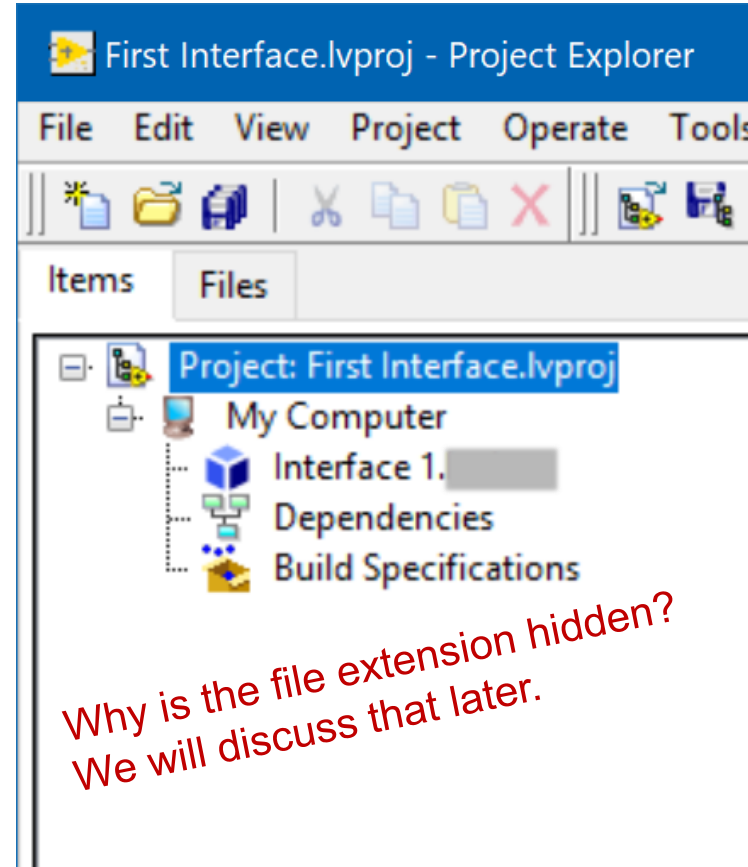 First Interface.lvproj - Project Explorer
File Edit View Project Operate Tools
Items Files
Project: First Interface.lvproj
My Computer
Interface 1.
Dependencies
Build Specifications
Why is the file extension hidden?
We will discuss that later.